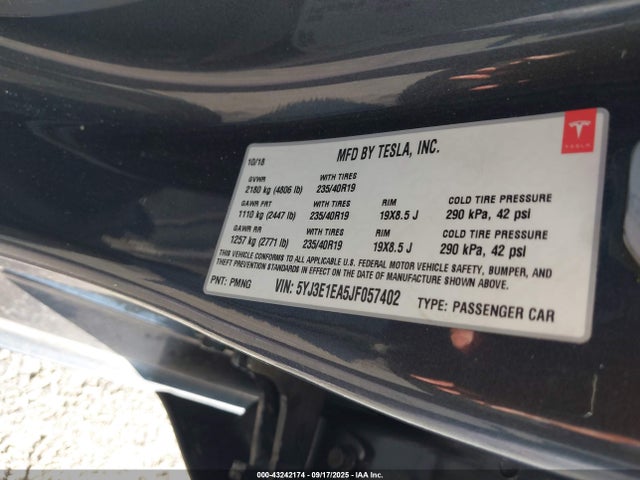 10/18 MFD BY TESLA, INC. TESLA
GVWR WITH TIRES
2180 kg (4806 lb) 235/40R19
GAWR FRT WITH TIRES RIM COLD TIRE PRESSURE
1110 kg (2447 lb) 235/40R19 19X8.5 J 290 kPa, 42 psi
GAWR RR WITH TIRES RIM COLD TIRE PRESSURE
1257 kg (2771 lb) 235/40R19 19X8.5 J 290 kPa, 42 psi
THIS VEHICLE CONFORMS TO ALL APPLICABLE U.S. FEDERAL MOTOR VEHICLE SAFETY, BUMPER, AND
THEFT PREVENTION STANDARDS IN EFFECT ON THE DATE OF MANUFACTURE SHOWN ABOVE.
PNT: PMNG VIN: 5YJ3E1EA5JF057402 TYPE: PASSENGER CAR
000-43242174 | 09/17/2025 | IAA Inc.